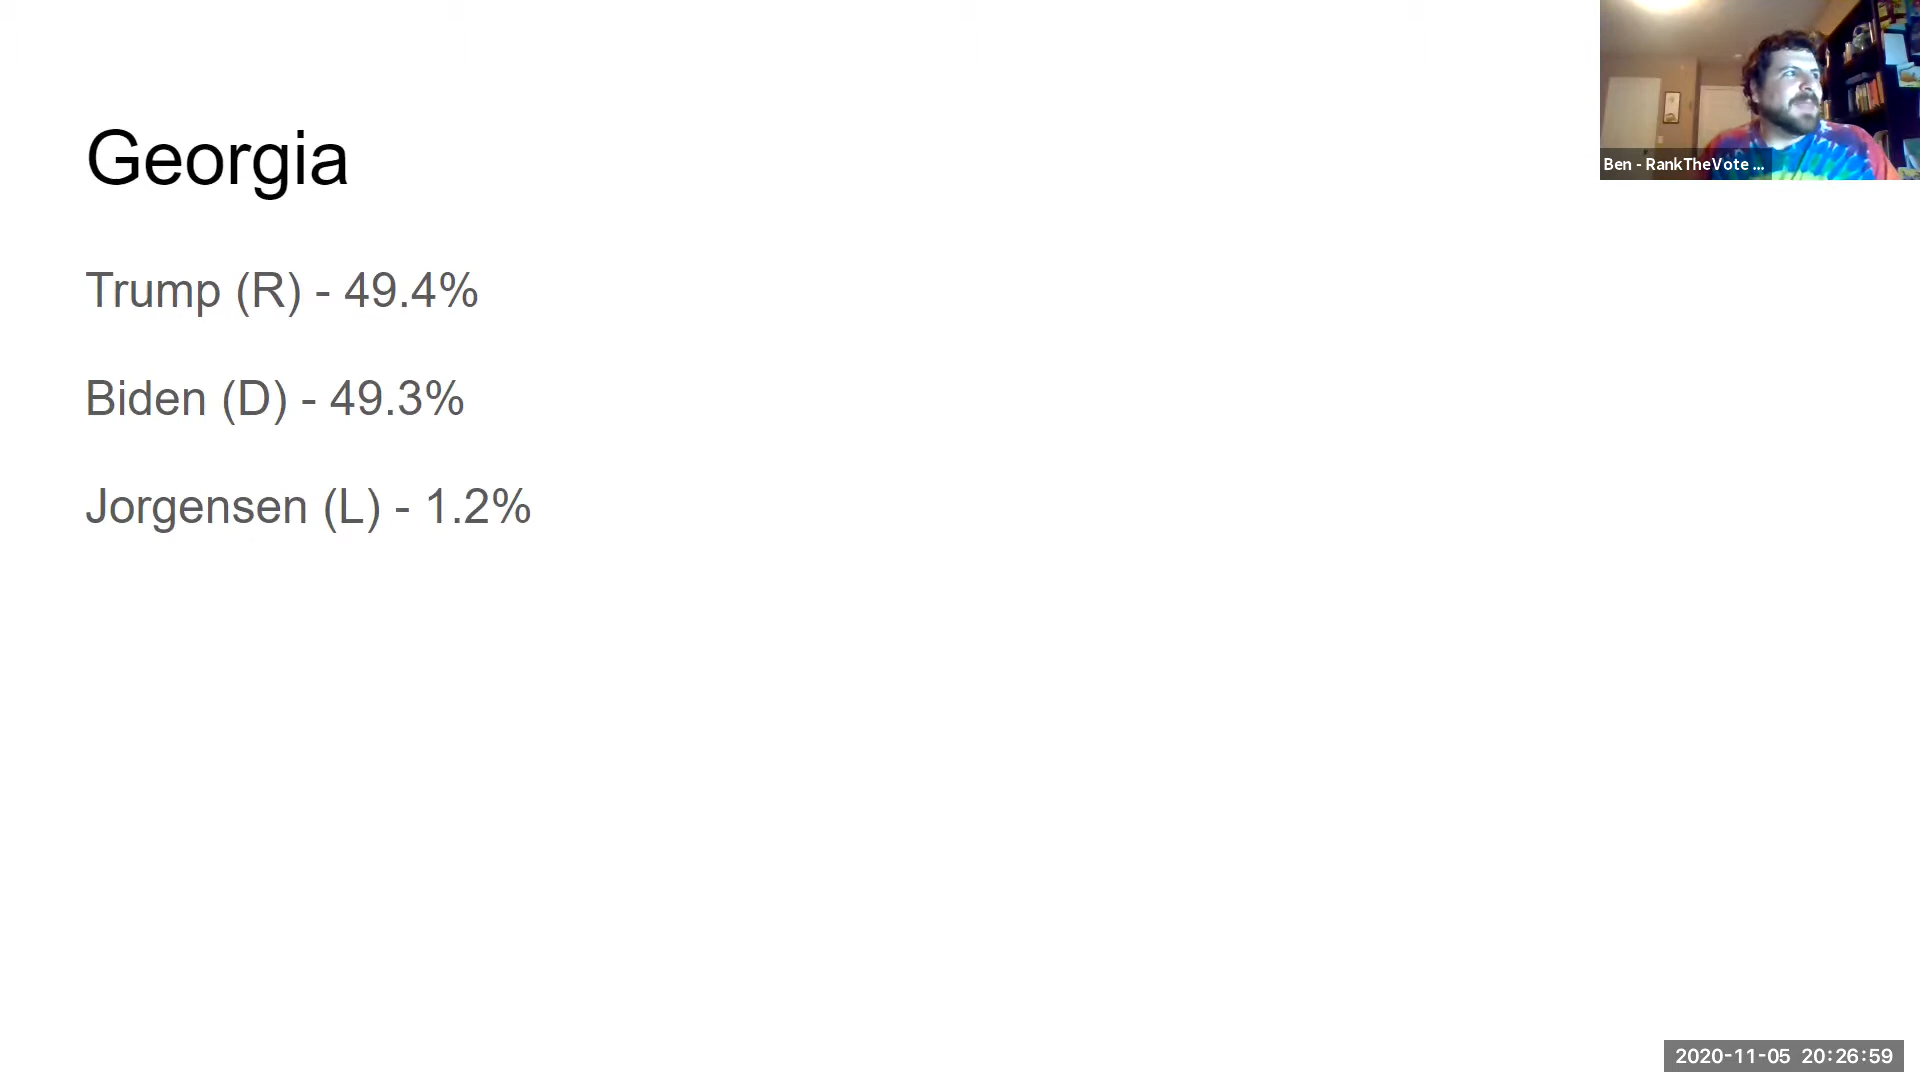 Georgia
Trump (R) - 49.4%
Biden (D) - 49.3%
Jorgensen (L) - 1.2%
Ben - RankTheVote ...
2020-11-05 20:26:59